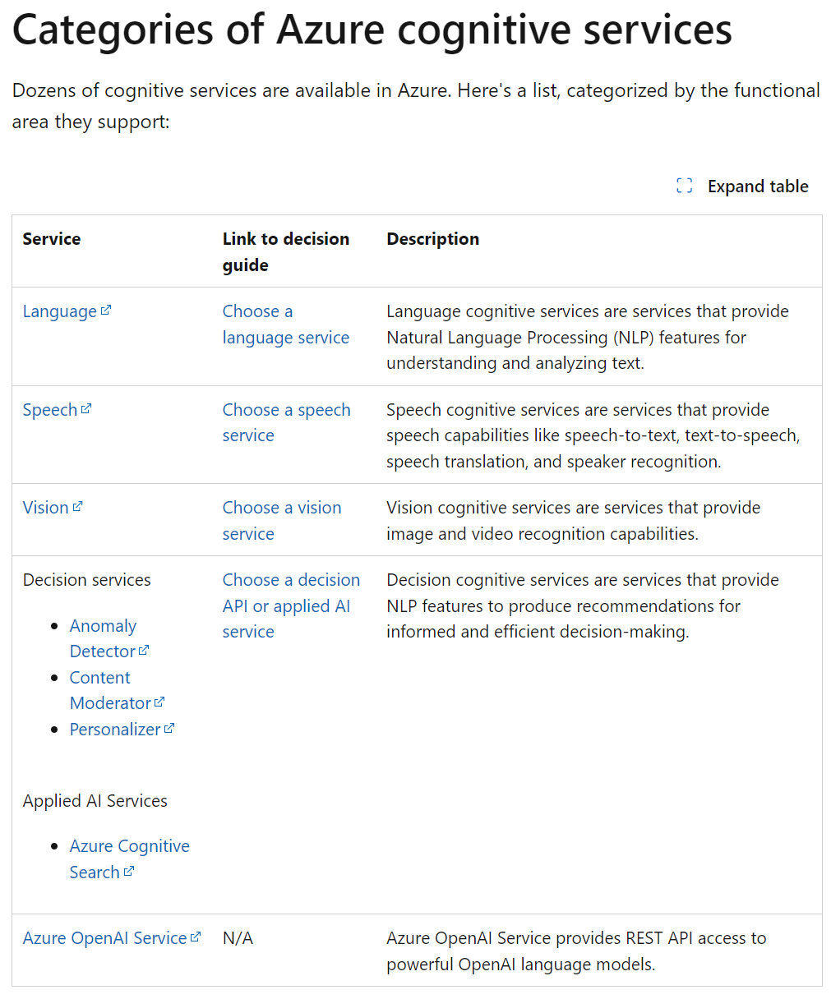 Categories of Azure cognitive services
Dozens of cognitive services are available in Azure. Here's a list, categorized by the functional
area they support:
Expand table
Service
Link to decision
guide
Description
Language
Choose a
language service
Language cognitive services are services that provide
Natural Language Processing (NLP) features for
understanding and analyzing text.
Speech
Choose a speech
service
Speech cognitive services are services that provide
speech capabilities like speech-to-text, text-to-speech,
speech translation, and speaker recognition.
Vision
Choose a vision
service
Vision cognitive services are services that provide
image and video recognition capabilities.
Decision services
• Anomaly
Detector
• Content
Moderator
• Personalizer
Applied AI Services
• Azure Cognitive
Search
Choose a decision
API or applied AI
service
Decision cognitive services are services that provide
NLP features to produce recommendations for
informed and efficient decision-making.
Azure OpenAI Service
N/A
Azure OpenAI Service provides REST API access to
powerful OpenAI language models.